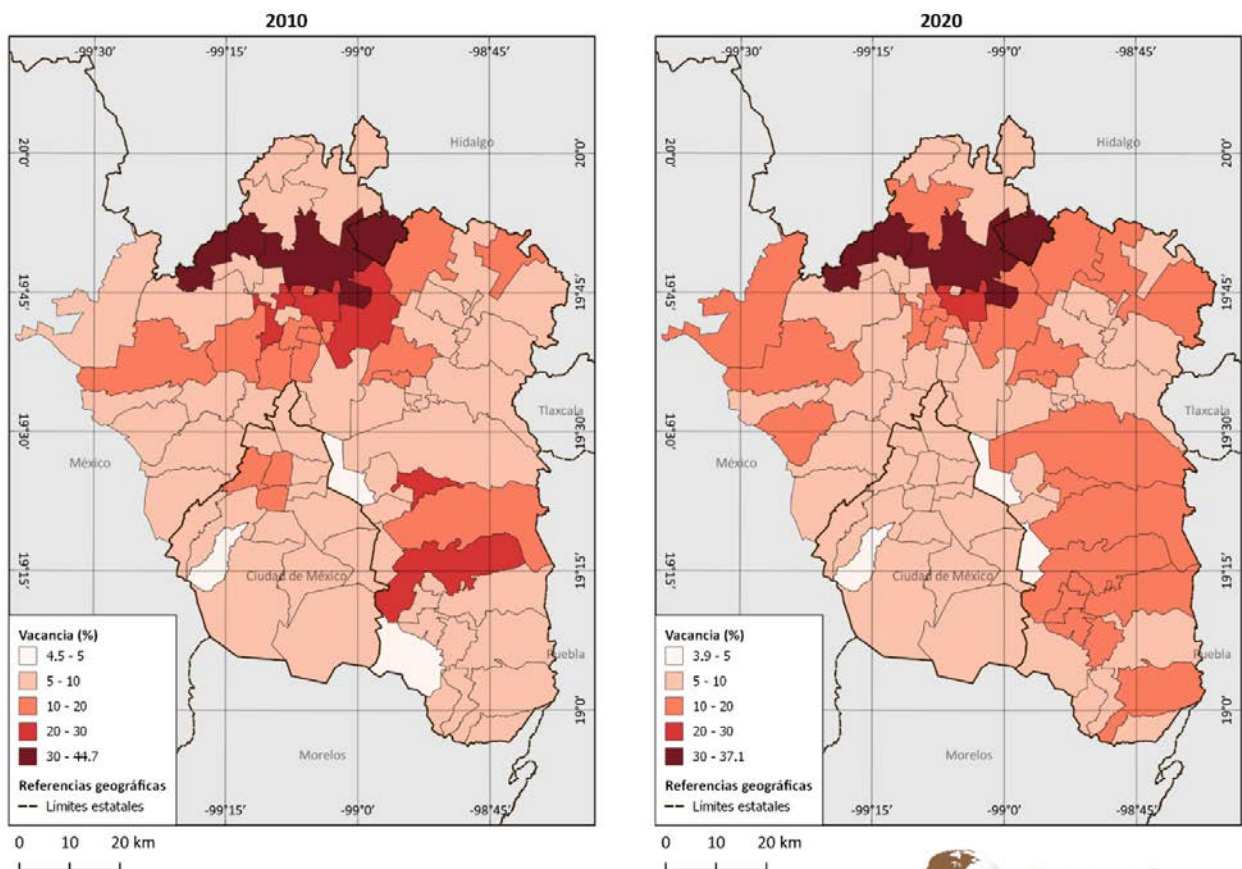 2010
-99°30’ -99°15’ -99°0’ -98°45’
Hidalgo
20°0’ 20°0’
19°45’ 19°45’
Tlaxcala
19°30’ 19°30’
México
19°15’ 19°15’
Ciudad de México
Puebla
19°0’
Morelos
Vacancia (%)
4.5 - 5
5 - 10
10 - 20
20 - 30
30 - 44.7
Referencias geográficas
Límites estatales
-99°15’ -99°0’ -98°45’
0 10 20 km
2020
-99°30’ -99°15’ -99°0’ -98°45’
Hidalgo
20°0’ 20°0’
19°45’ 19°45’
Tlaxcala
19°30’ 19°30’
México
19°15’ 19°15’
Ciudad de México
Puebla
19°0’
Morelos
Vacancia (%)
3.9 - 5
5 - 10
10 - 20
20 - 30
30 - 37.1
Referencias geográficas
Límites estatales
-99°15’ -99°0’ -98°45’
0 10 20 km